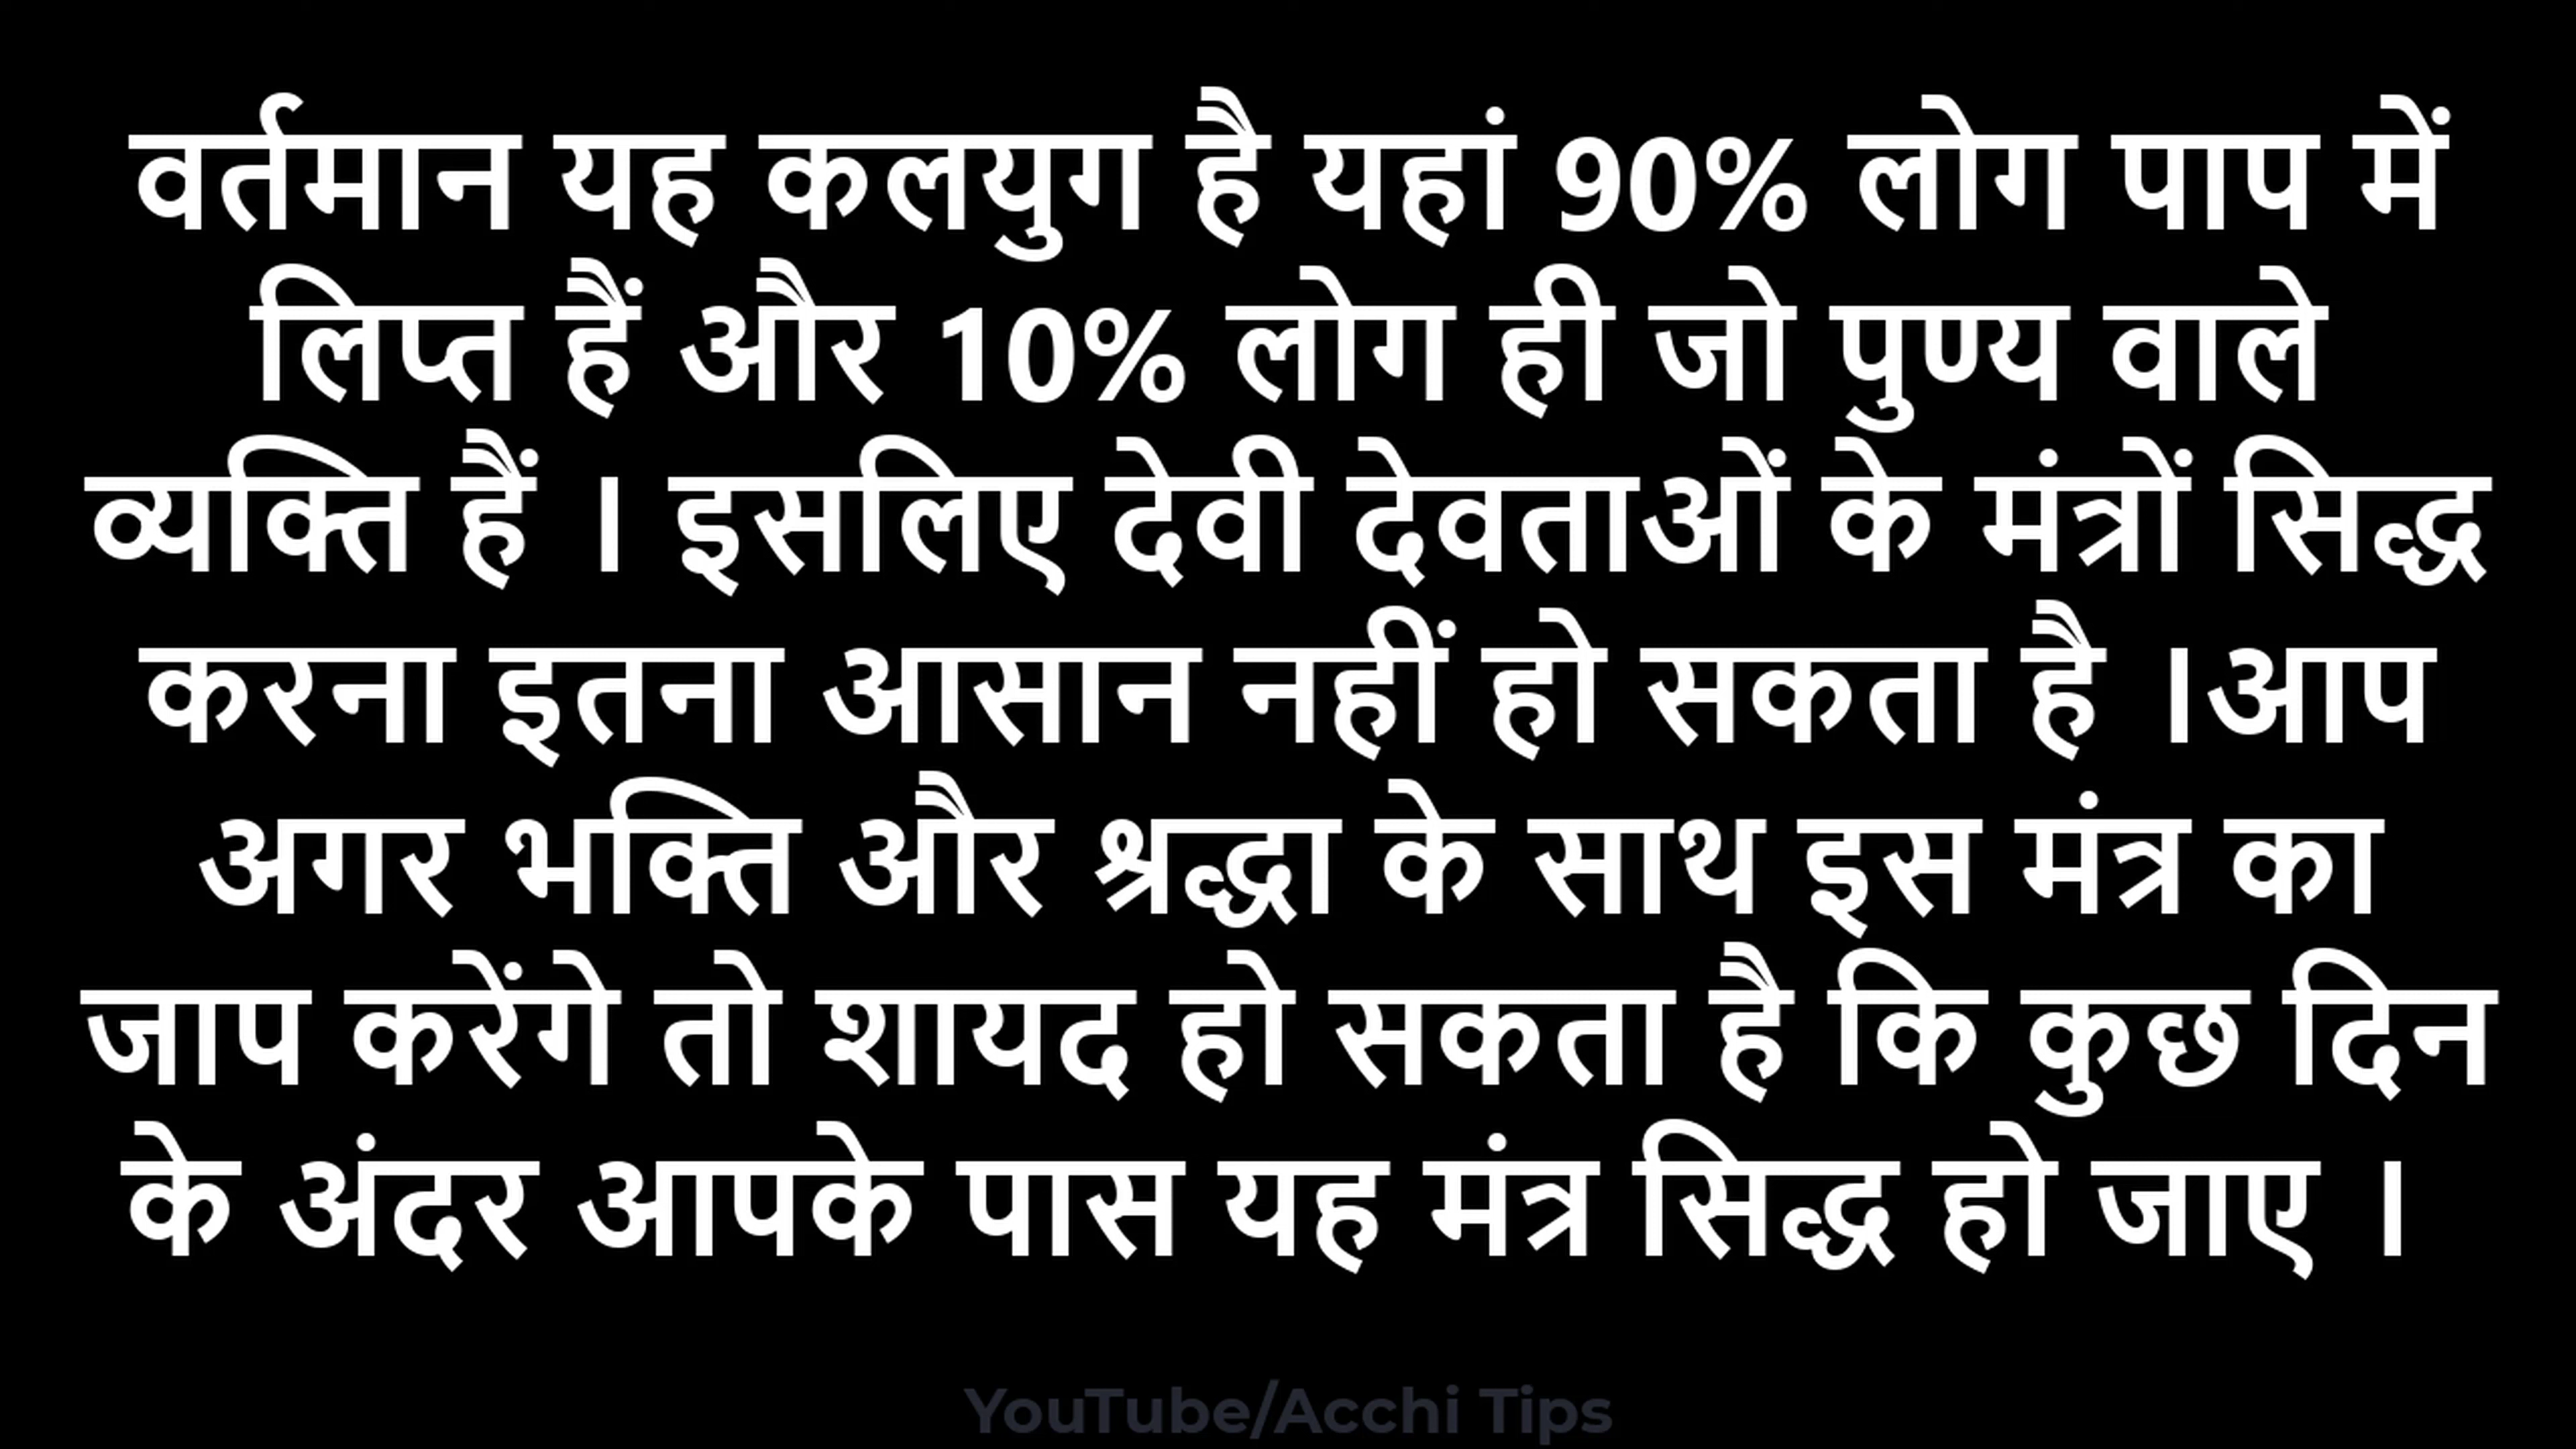 वर्तमान यह कलयुग है यहां 90% लोग पाप में
लिप्त हैं और 10% लोग ही जो पुण्य वाले
व्यक्ति हैं । इसलिए देवी देवताओं के मंत्रों सिद्ध
करना इतना आसान नहीं हो सकता है ।आप
अगर भक्ति और श्रद्धा के साथ इस मंत्र का
जाप करेंगे तो शायद हो सकता है कि कुछ दिन
के अंदर आपके पास यह मंत्र सिद्ध हो जाए ।
YouTube/Acchi Tips